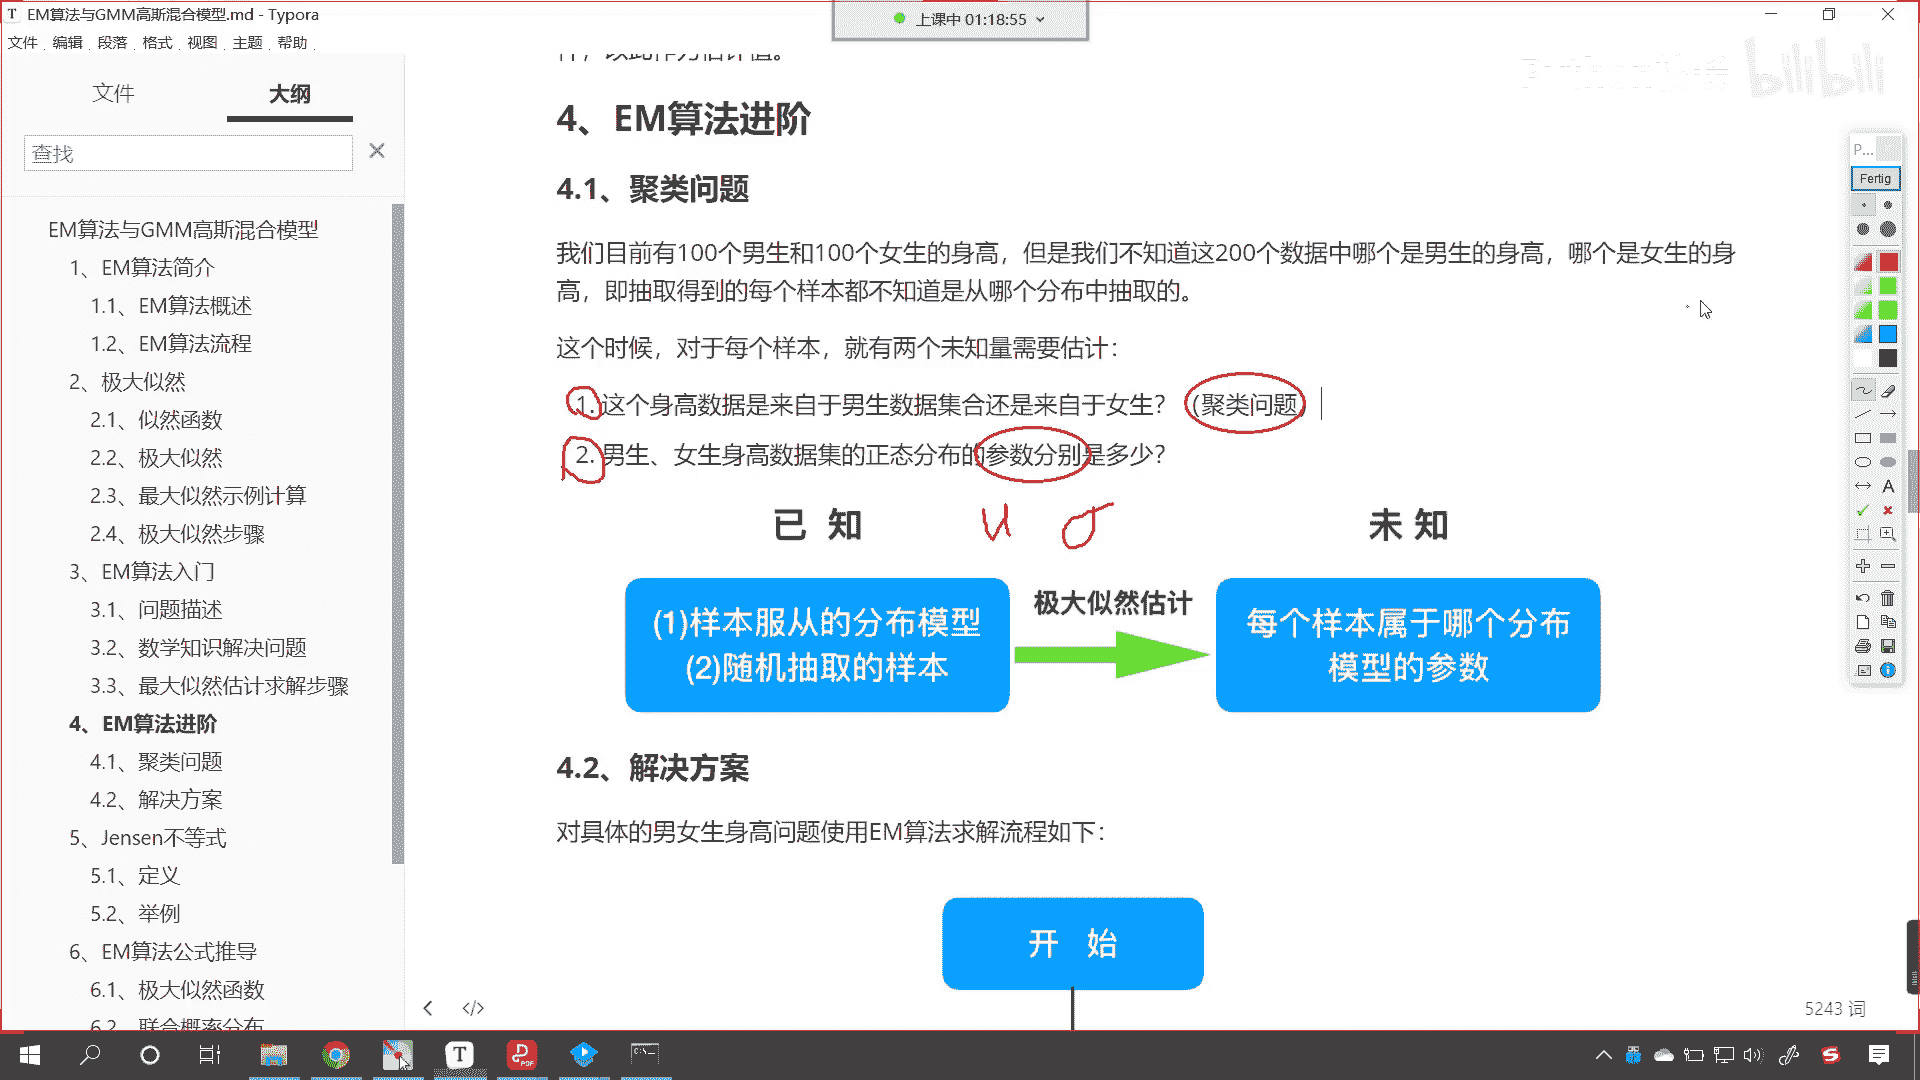 EM算法与GMM高斯混合模型.md - Typora
上课中 01:18:55
文件 编辑 段落 格式 视图 主题 帮助
bilibili
文件
大纲
查找
EM算法与GMM高斯混合模型
1、EM算法简介
1.1、EM算法概述
1.2、EM算法流程
2、极大似然
2.1、似然函数
2.2、极大似然
2.3、最大似然示例计算
2.4、极大似然步骤
3、EM算法入门
3.1、问题描述
3.2、数学知识解决问题
3.3、最大似然估计求解步骤
4、EM算法进阶
4.1、聚类问题
4.2、解决方案
5、Jensen不等式
5.1、定义
5.2、举例
6、EM算法公式推导
6.1、极大似然函数
6.2、联合概率分布
4、EM算法进阶
4.1、聚类问题
我们目前有100个男生和100个女生的身高，但是我们不知道这200个数据中哪个是男生的身高，哪个是女生的身
高，即抽取得到的每个样本都不知道是从哪个分布中抽取的。
这个时候，对于每个样本，就有两个未知量需要估计：
1. 这个身高数据是来自于男生数据集合还是来自于女生？（聚类问题）
2. 男生、女生身高数据集的正态分布的参数分别是多少？
u σ
已 知
未 知
(1)样本服从的分布模型
(2)随机抽取的样本
极大似然估计
每个样本属于哪个分布
模型的参数
4.2、解决方案
对具体的男女生身高问题使用EM算法求解流程如下：
开 始
5243 词
P...
Fertig